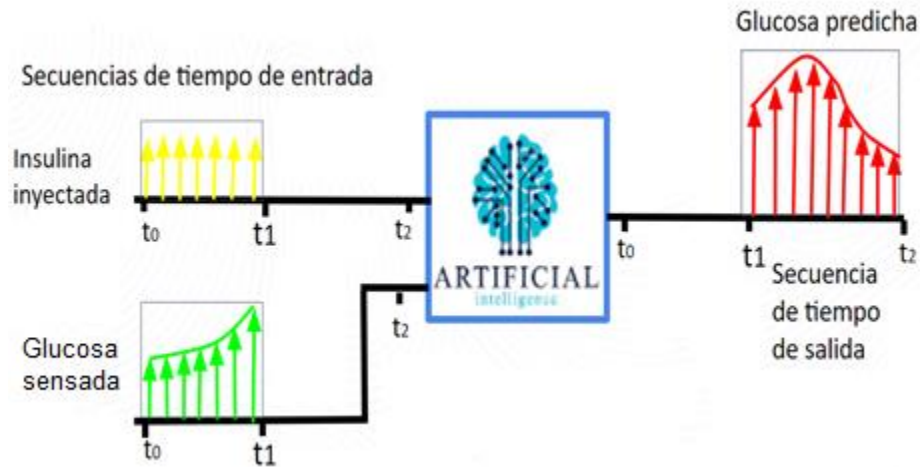 Glucosa predicha
Secuencias de tiempo de entrada
Insulina
inyectada
t₀
t1
t₂
ARTIFICIAL
intelligense
t₂
t₀
t1
t₂
Secuencia
de tiempo
de salida
Glucosa
sensada
t₀
t1